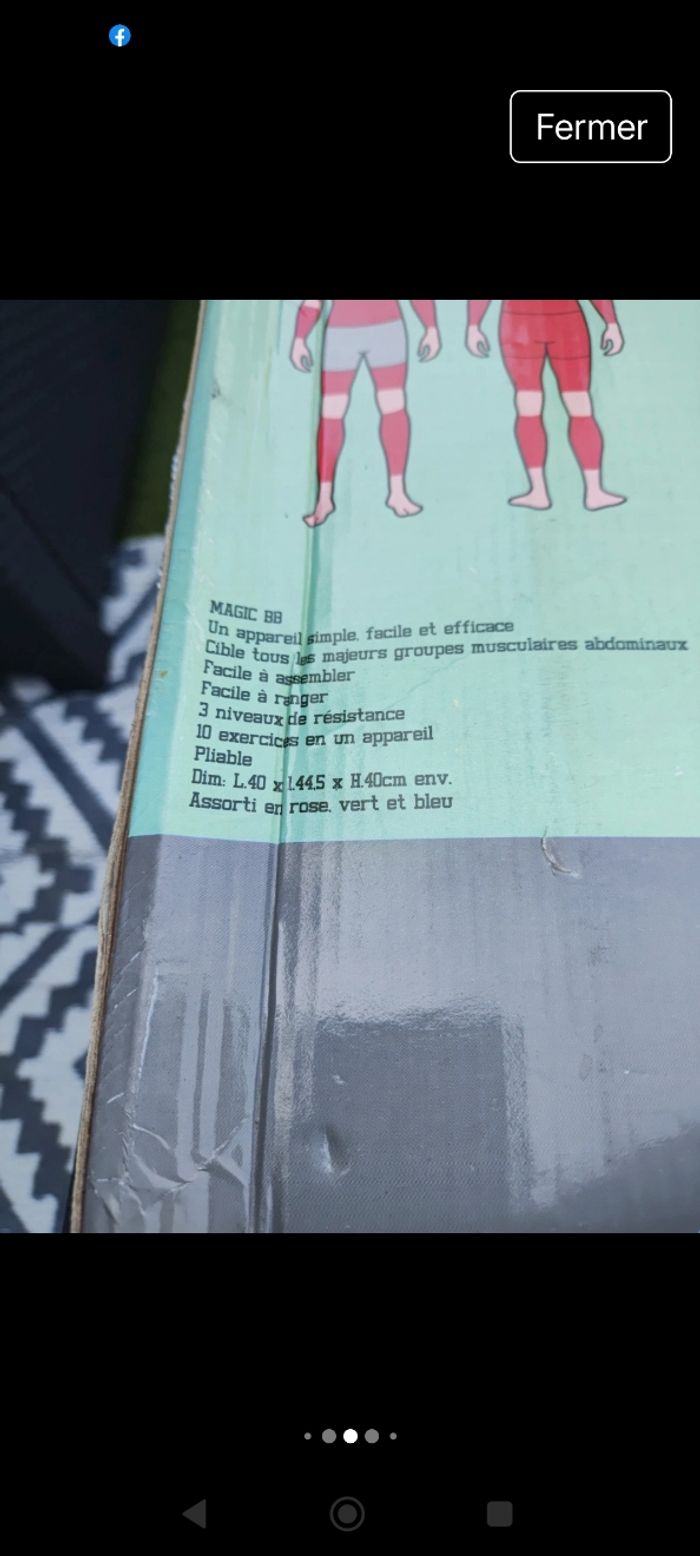 Fermer
MAGIC BB
Un appareil simple, facile et efficace
Cible tous les majeurs groupes musculaires abdominaux
Facile à assembler
Facile à ranger
3 niveaux de résistance
10 exercices en un appareil
Pliable
Dim: L.40 x l.44,5 x H.40cm env.
Assorti en rose, vert et bleu